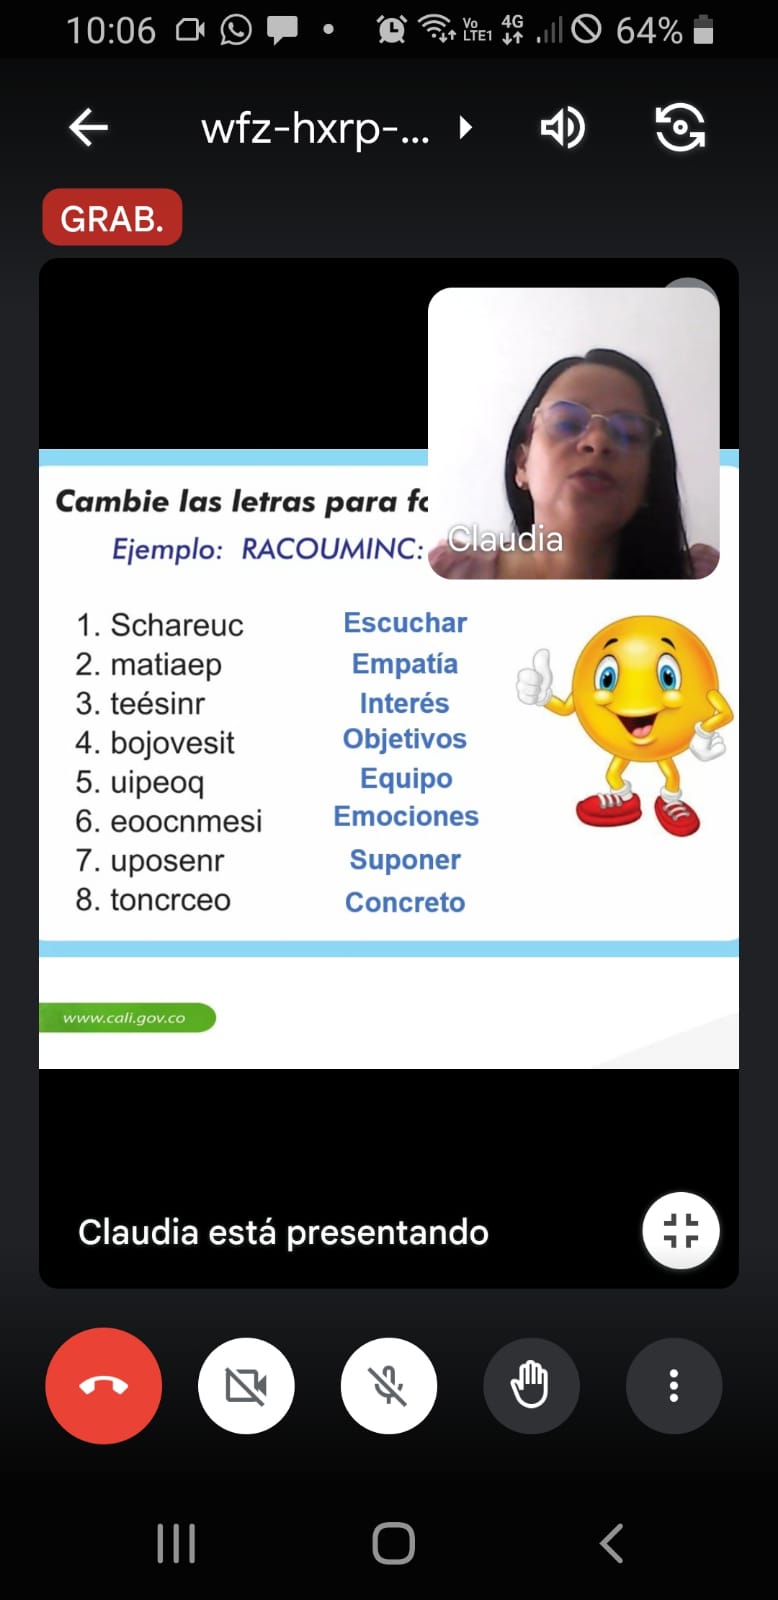 10:06 Vo LTE1 4G 64%
wfz-hxrp-...
GRAB.
Cambie las letras para fo
Ejemplo: RACOUMINC:
Claudia
1. Schareuc Escuchar
2. matiaep Empatía
3. teésinr Interés
4. bojovesit Objetivos
5. uipeoq Equipo
6. eoocnmesi Emociones
7. uposenr Suponer
8. toncrceo Concreto
www.cali.gov.co
Claudia está presentando